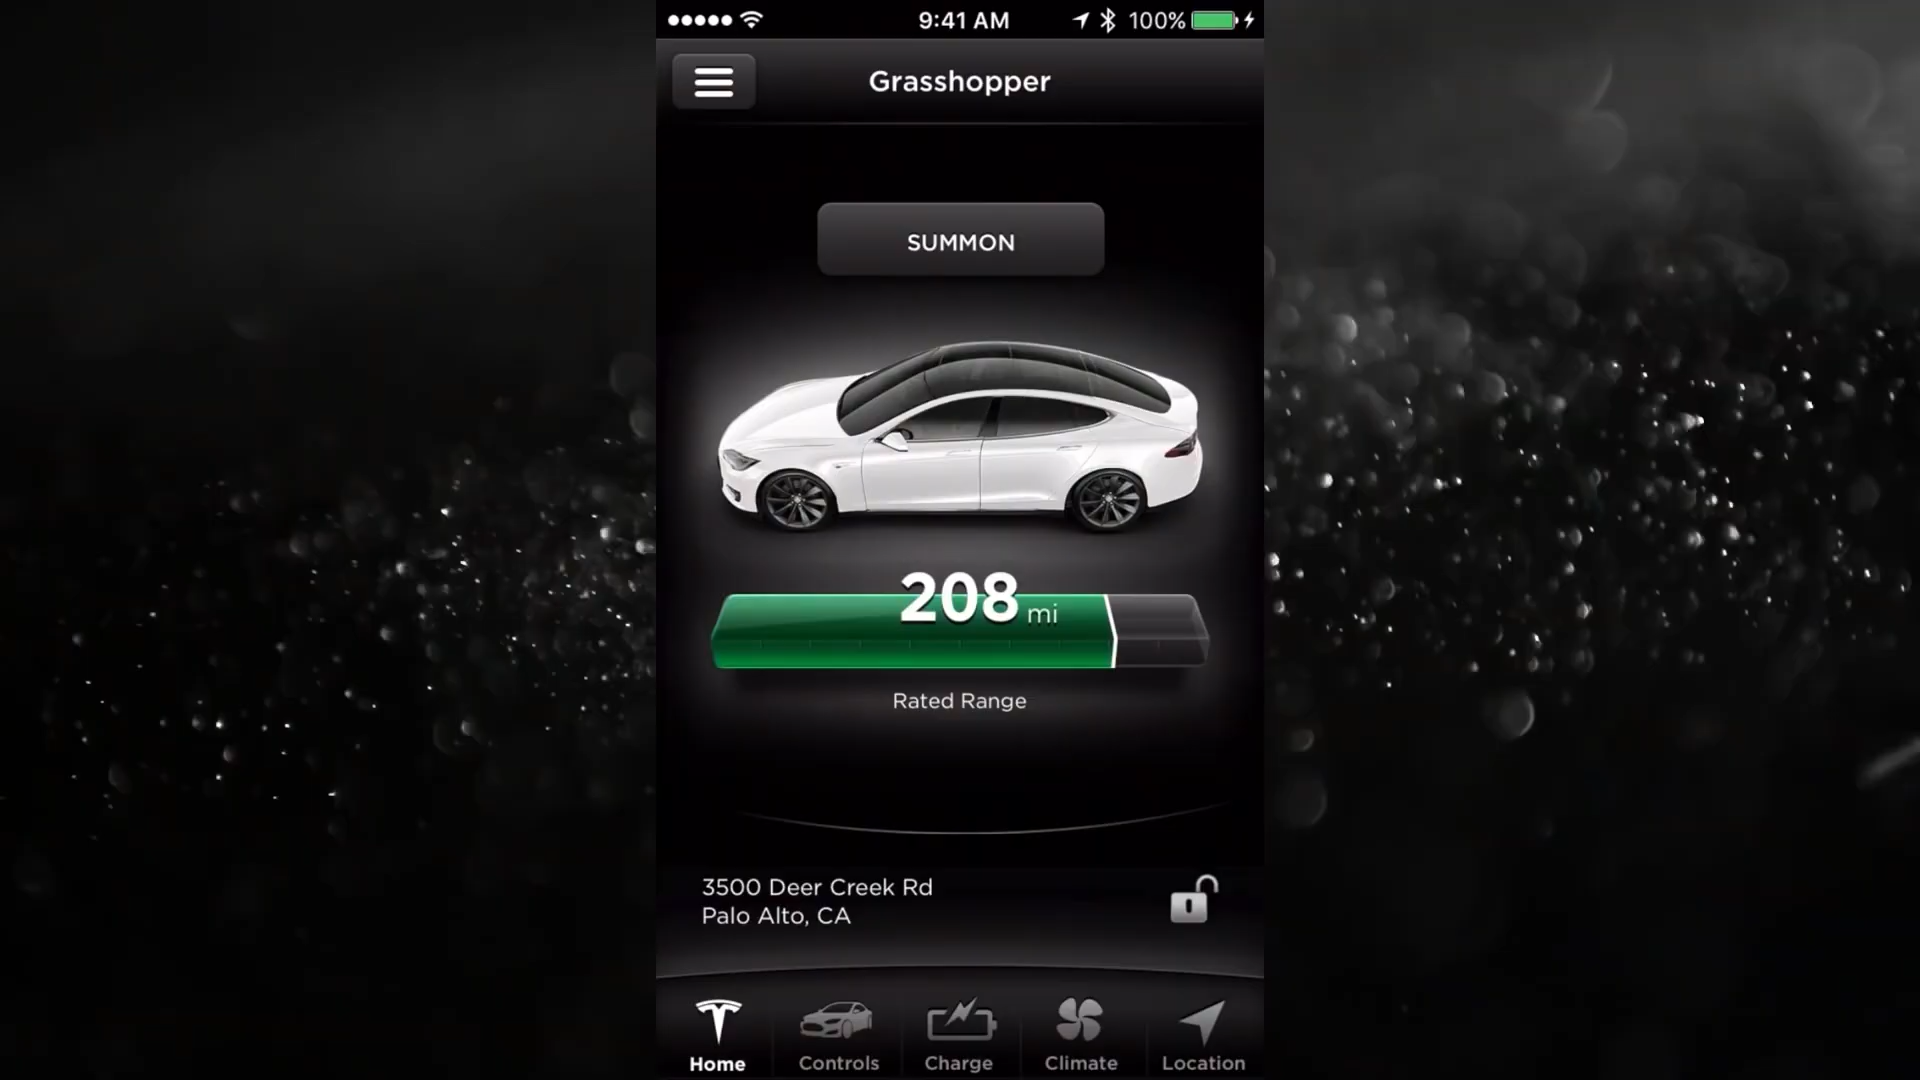 9:41 AM
100%
Grasshopper
SUMMON
208 mi
Rated Range
3500 Deer Creek Rd
Palo Alto, CA
Home
Controls
Charge
Climate
Location